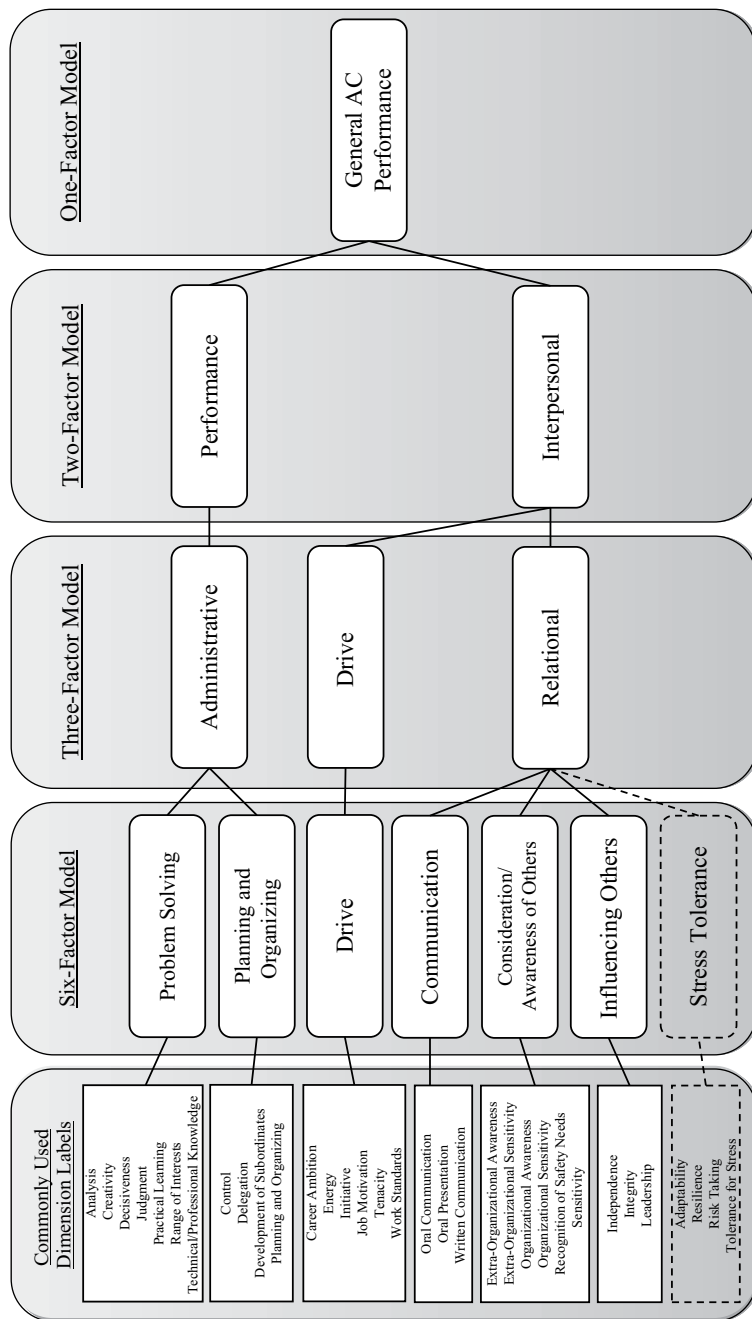 Commonly Used
Dimension Labels
Analysis
Creativity
Decisiveness
Judgment
Practical Learning
Range of Interests
Technical/Professional Knowledge
Control
Delegation
Development of Subordinates
Planning and Organizing
Career Ambition
Energy
Initiative
Job Motivation
Tenacity
Work Standards
Oral Communication
Oral Presentation
Written Communication
Extra-Organizational Awareness
Extra-Organizational Sensitivity
Organizational Awareness
Organizational Sensitivity
Recognition of Safety Needs
Sensitivity
Independence
Integrity
Leadership
Adaptability
Resilience
Risk Taking
Tolerance for Stress
Six-Factor Model
Problem Solving
Planning and
Organizing
Drive
Communication
Consideration/
Awareness of Others
Influencing Others
Stress Tolerance
Three-Factor Model
Administrative
Drive
Relational
Two-Factor Model
Performance
Interpersonal
One-Factor Model
General AC
Performance